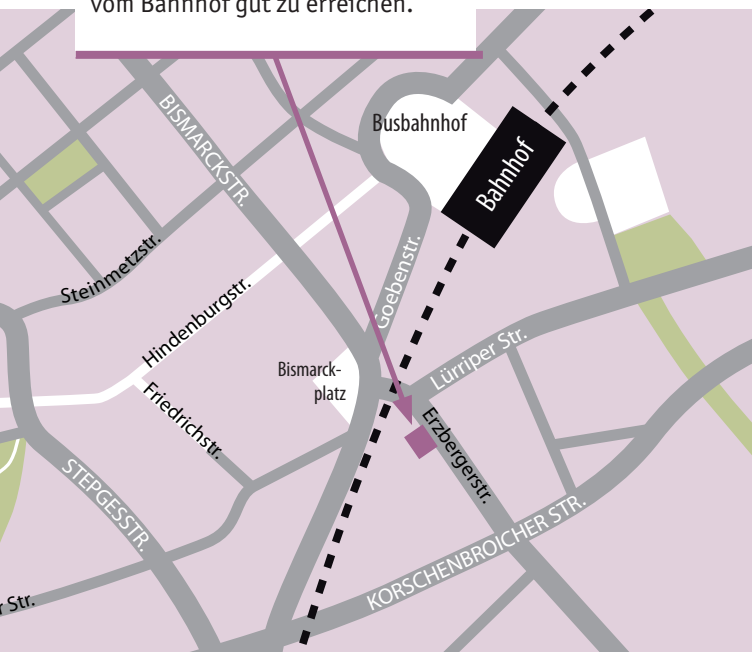 vom Bahnhof gut zu erreichen.
BISMARCKSTR.
Busbahnhof
Bahnhof
Steinmetzstr.
Goebenstr.
Hindenburgstr.
Lürriper Str.
Bismarck-
platz
Friedrichstr.
Erzbergerstr.
STEPGESSTR.
KORSCHENBROICHER STR.
r Str.